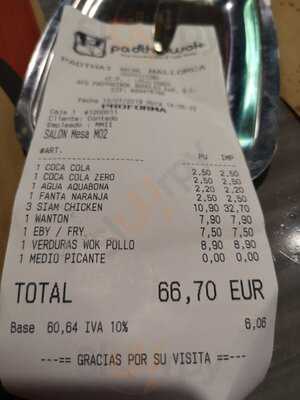 padthaiwok
PADTHAI WOK MALLORCA
PROFORMA
Cliente: Contado
Empleado : MMII
SALON Mesa M02
#ART. PU IMP
1 COCA COLA 2,50 2,50
1 COCA COLA ZERO 2,50 2,50
1 AGUA AQUABONA 2,20 2,20
1 FANTA NARANJA 2,50 2,50
3 SIAM CHICKEN 10,90 32,70
1 WANTON 7,90 7,90
1 EBY / FRY 7,50 7,50
1 VERDURAS WOK POLLO 8,90 8,90
1 MEDIO PICANTE 0,00 0,00
TOTAL 66,70 EUR
Base 60,64 IVA 10% 6,06
---== GRACIAS POR SU VISITA ==---